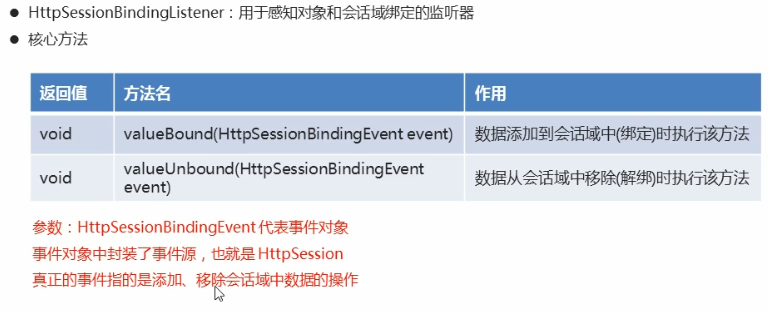 ● HttpSessionBindingListener：用于感知对象和会话域绑定的监听器
● 核心方法
返回值 方法名 作用
void valueBound(HttpSessionBindingEvent event) 数据添加到会话域中(绑定)时执行该方法
void valueUnbound(HttpSessionBindingEvent event) 数据从会话域中移除(解绑)时执行该方法
参数：HttpSessionBindingEvent 代表事件对象
事件对象中封装了事件源，也就是 HttpSession
真正的事件指的是添加、移除会话域中数据的操作